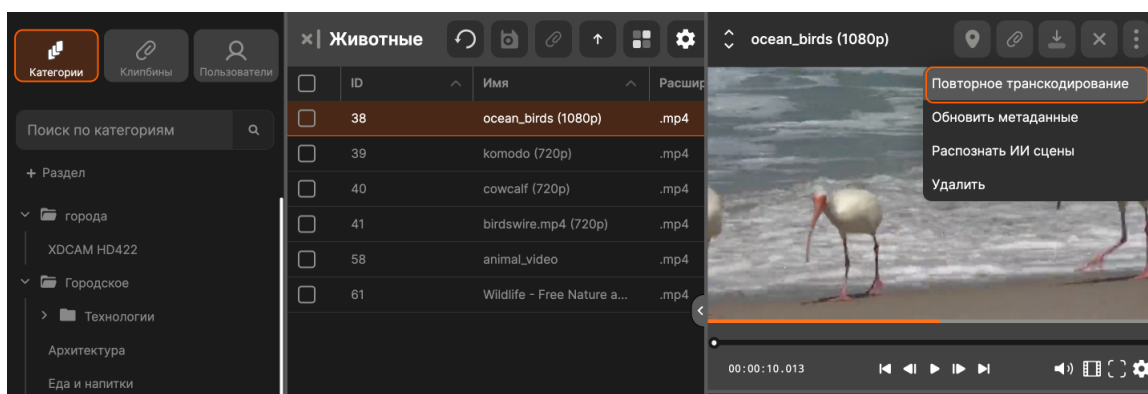 Категории
Клипбины
Пользователи
Поиск по категориям
+ Раздел
города
XDCAM HD422
Городское
Технологии
Архитектура
Еда и напитки
Животные
ID Имя Расшир
38 ocean_birds (1080p) .mp4
39 komodo (720p) .mp4
40 cowcalf (720p) .mp4
41 birdswire.mp4 (720p) .mp4
58 animal_video .mp4
61 Wildlife - Free Nature a... .mp4
ocean_birds (1080p)
Повторное транскодирование
Обновить метаданные
Распознать ИИ сцены
Удалить
00:00:10.013